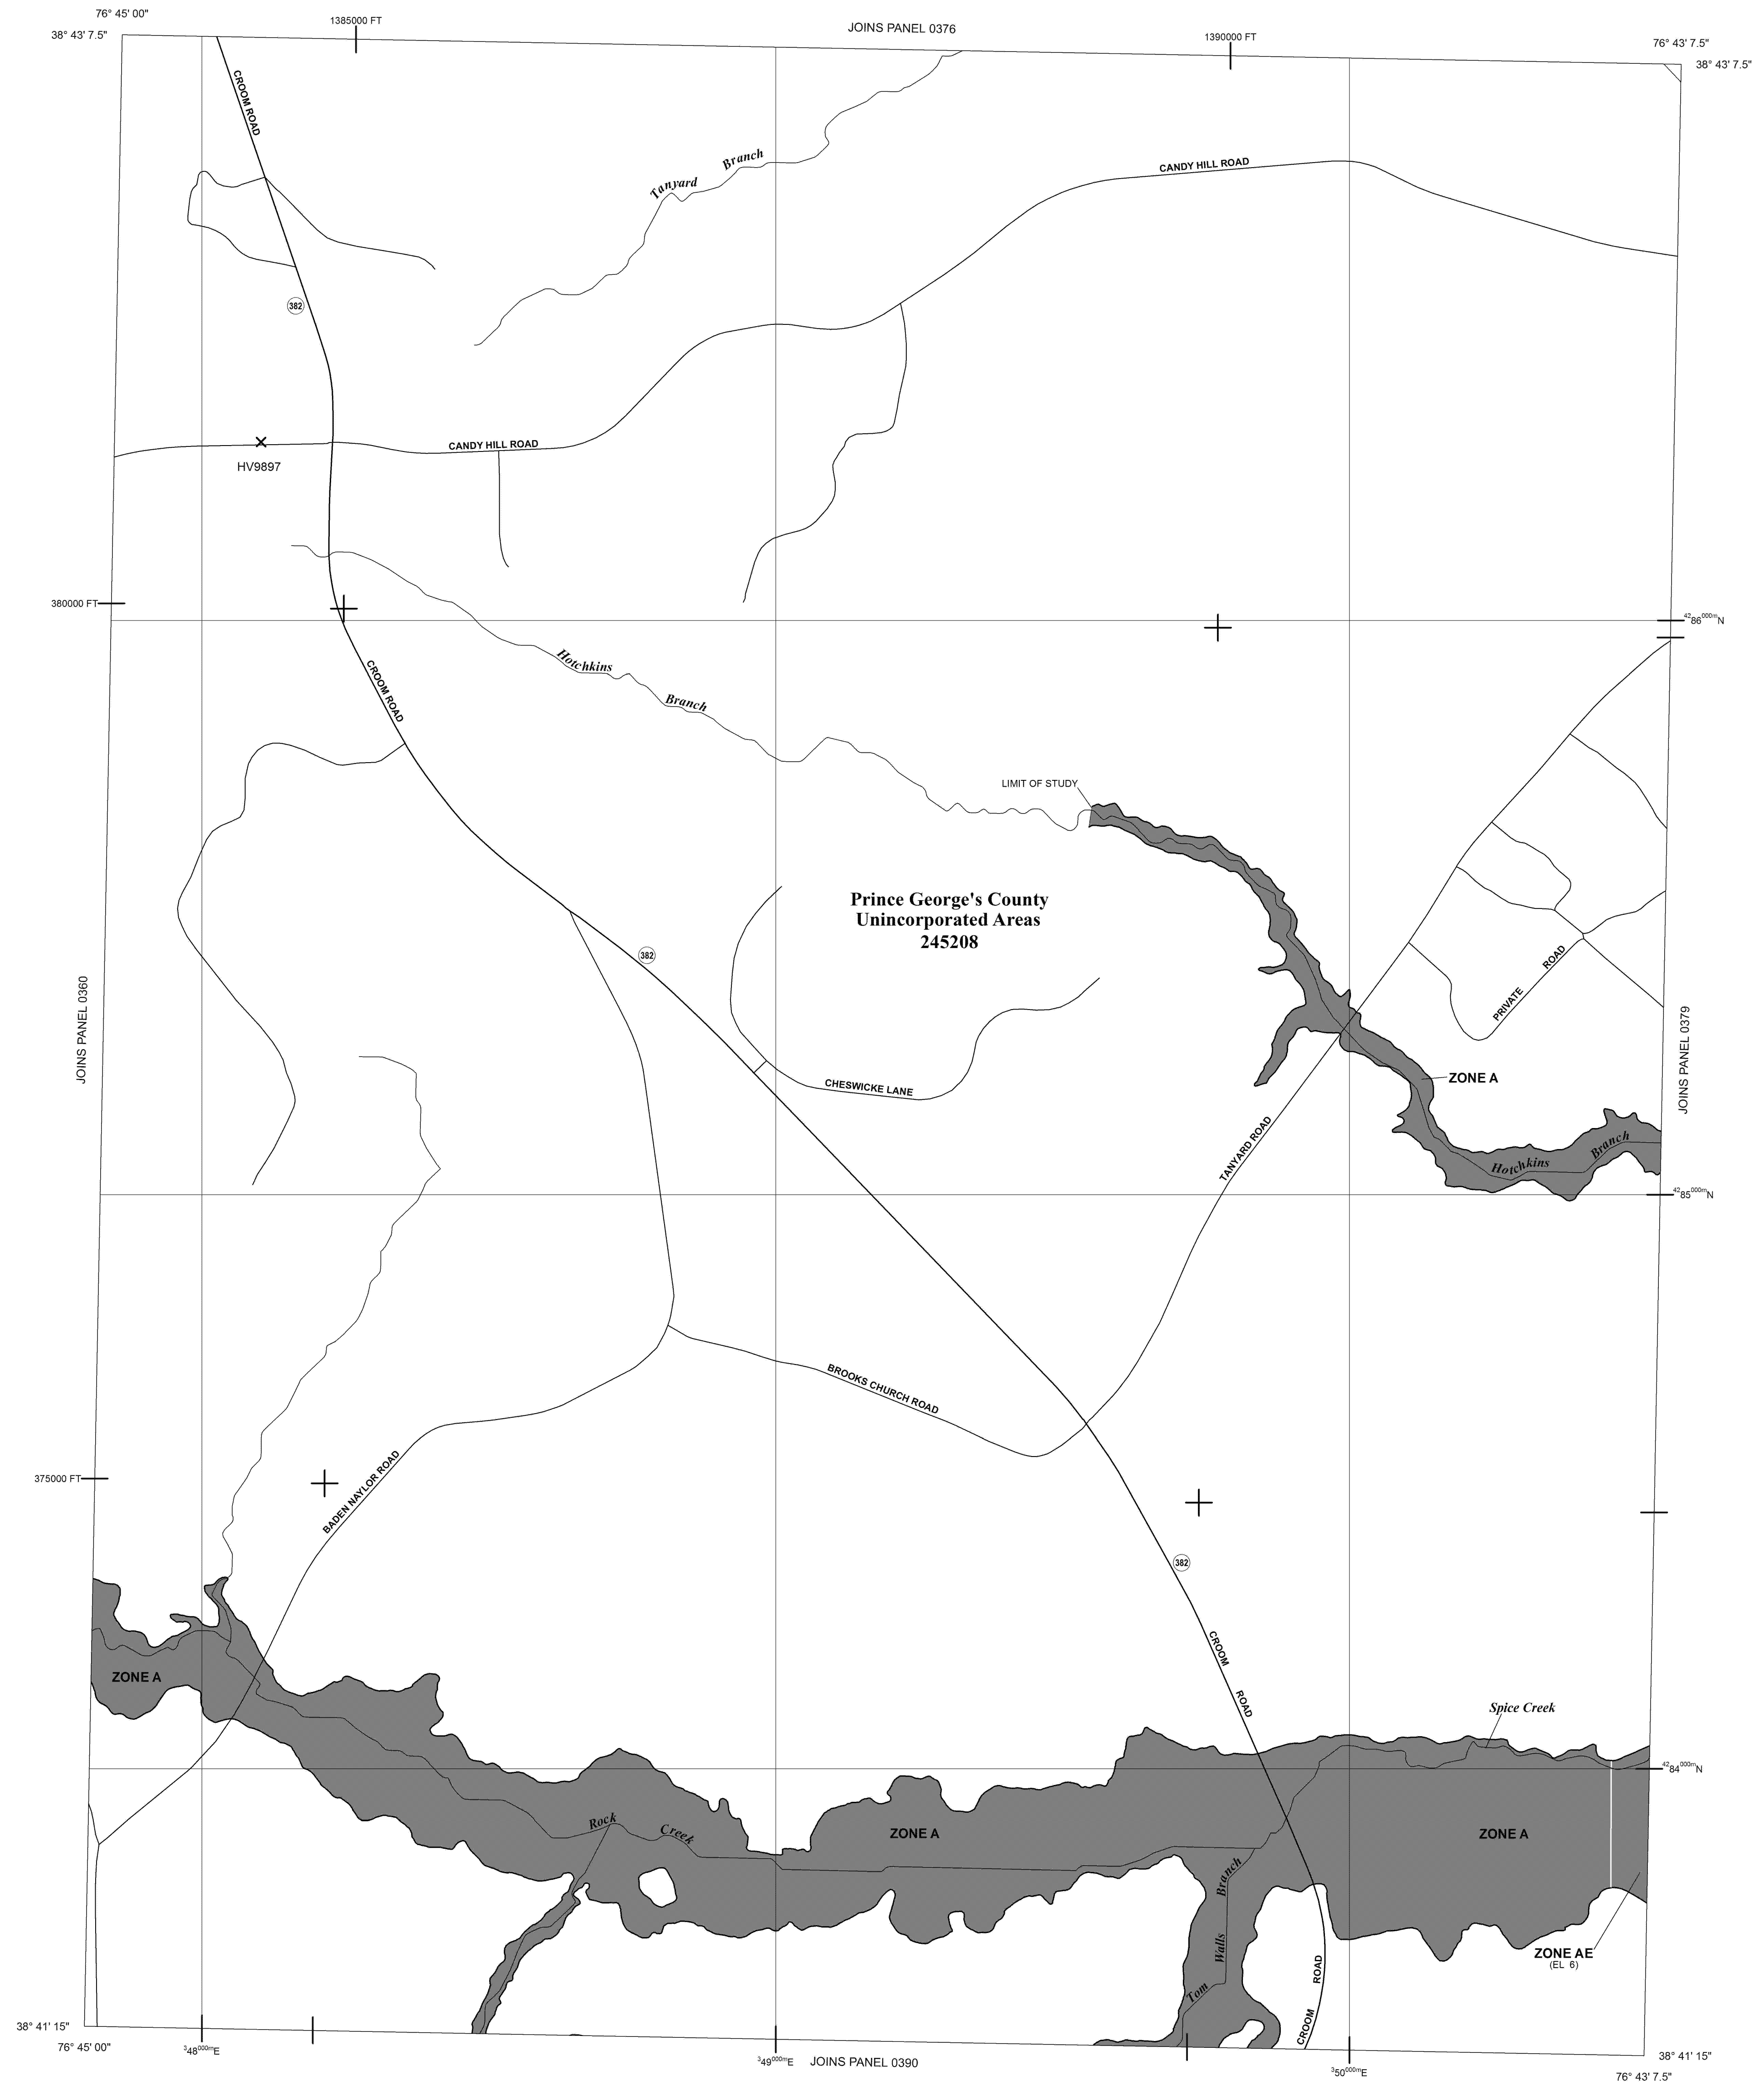 76° 45' 00"
1385000 FT
JOINS PANEL 0376
1390000 FT
76° 43' 7.5"
38° 43' 7.5"
38° 43' 7.5"
CROOM ROAD
Tanyard Branch
CANDY HILL ROAD
382
CANDY HILL ROAD
HV9897
380000 FT
4286000m N
Hotchkins Branch
CROOM ROAD
LIMIT OF STUDY
Prince George's County
Unincorporated Areas
245208
382
PRIVATE ROAD
JOINS PANEL 0360
JOINS PANEL 0379
CHESWICKE LANE
ZONE A
TANYARD ROAD
Hotchkins Branch
4285000m N
BROOKS CHURCH ROAD
375000 FT
BADEN NAYLOR ROAD
382
CROOM ROAD
ZONE A
Spice Creek
4284000m N
Rock Creek
ZONE A
ZONE A
Tom Walls Branch
ZONE AE
(EL 6)
CROOM ROAD
38° 41' 15"
76° 45' 00"
348000m E
349000m E
JOINS PANEL 0390
350000m E
38° 41' 15"
76° 43' 7.5"